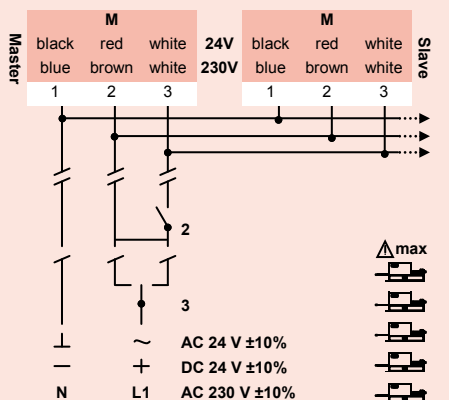 M M
Master black red white 24V black red white Slave
blue brown white 230V blue brown white
1 2 3 1 2 3
2
⚠ max
3
⊥ ~ AC 24 V ±10%
— + DC 24 V ±10%
N L1 AC 230 V ±10%